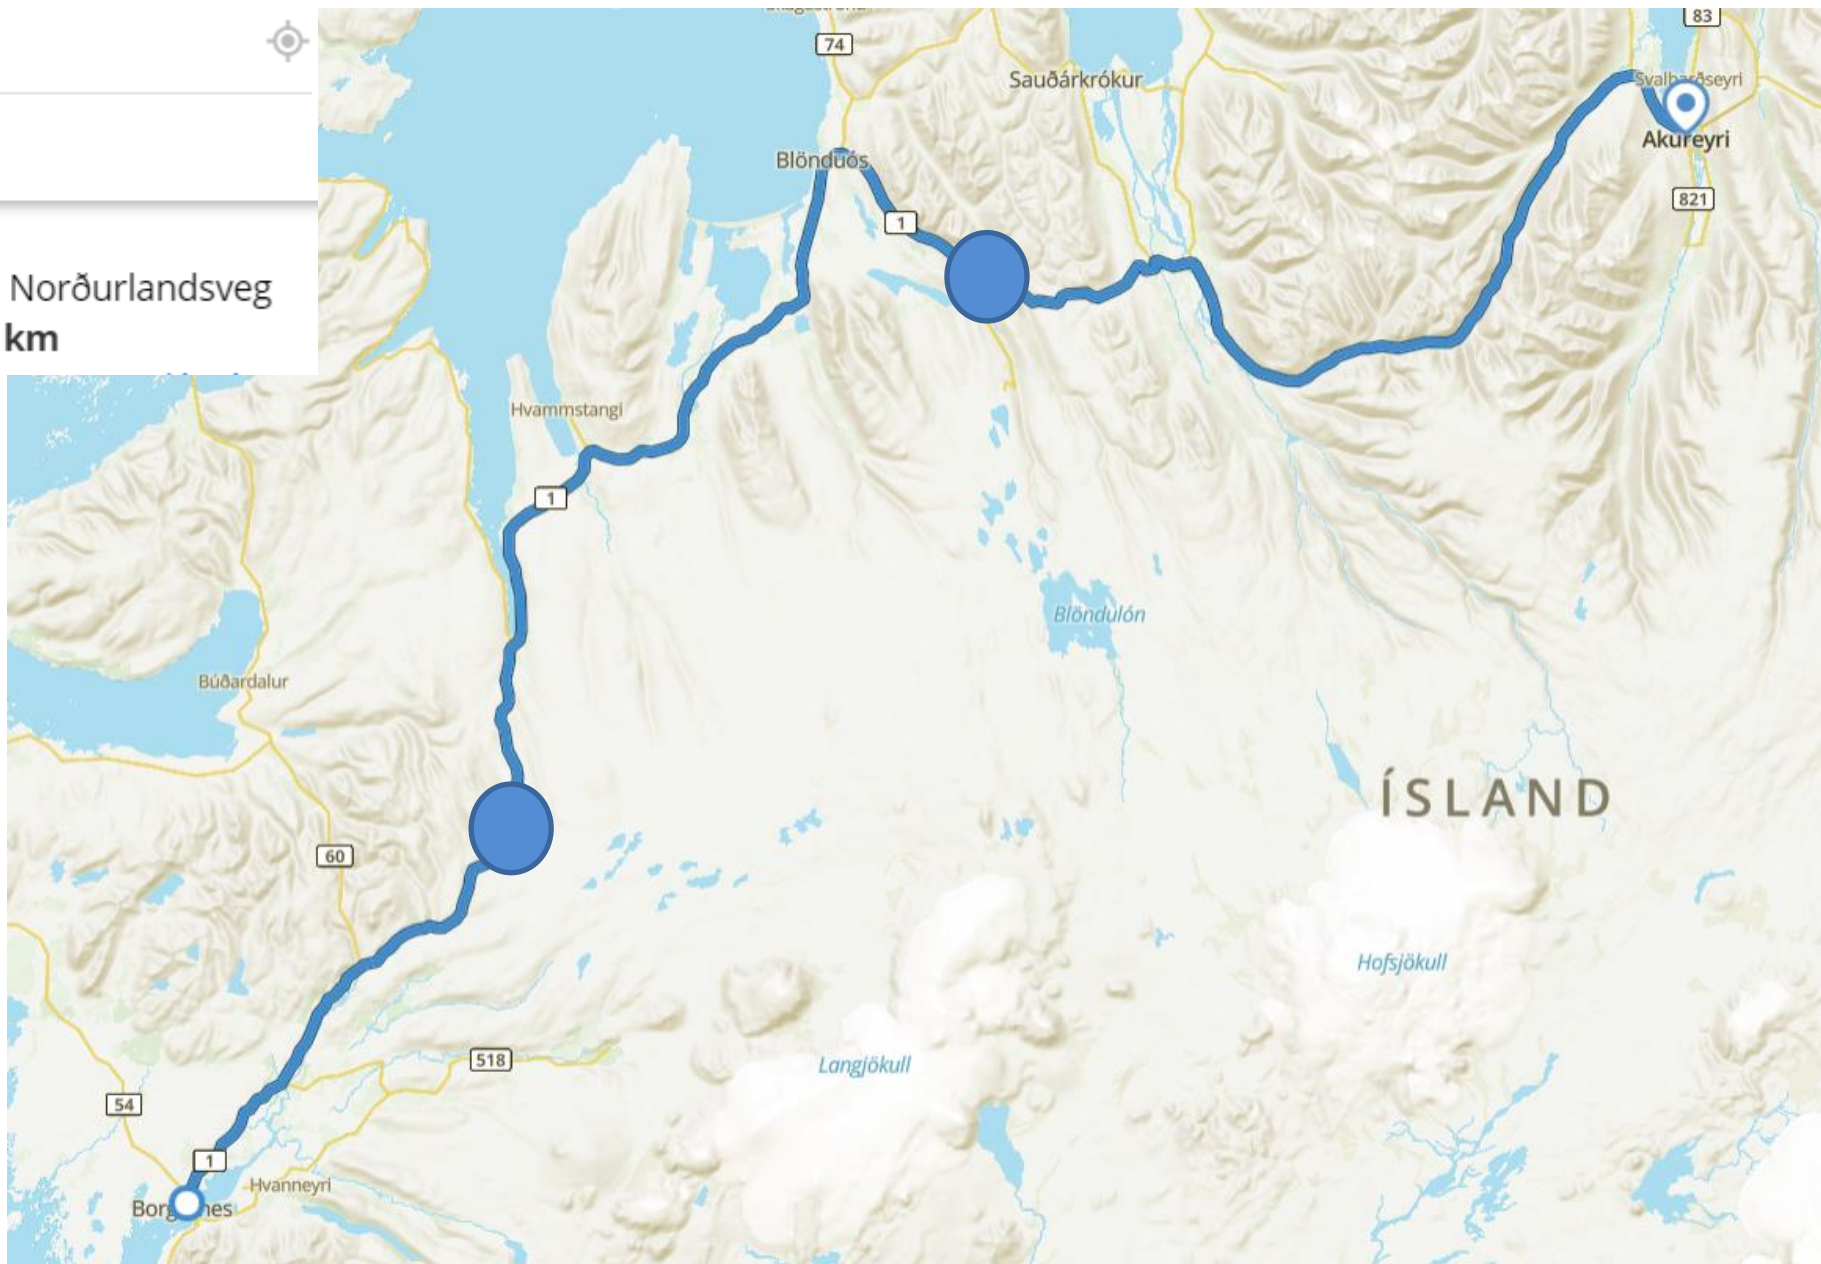 Norðurlandsveg
km
74
83
Sauðárkrókur
Svalbarðseyri
Akureyri
Blönduós
821
1
Hvammstangi
1
Blöndulón
Búðardalur
ÍSLAND
60
Hofsjökull
Langjökull
518
54
1
Hvanneyri